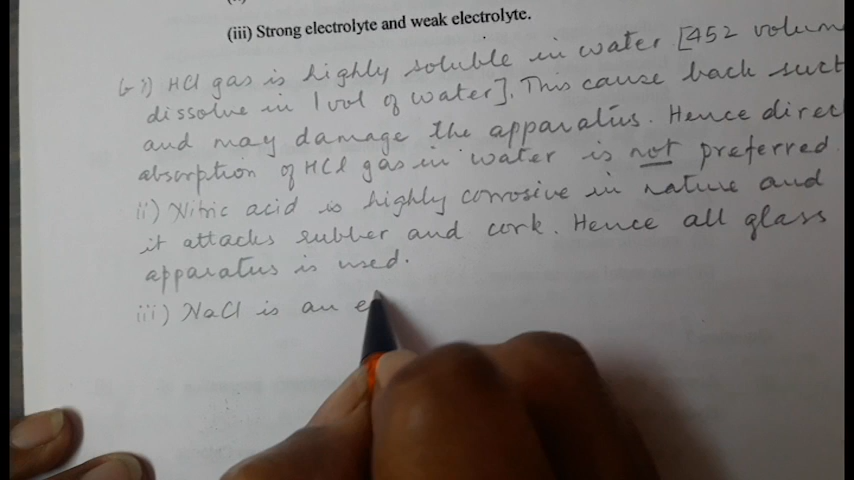 (iii) Strong electrolyte and weak electrolyte.
b i) HCl gas is highly soluble in water [452 volum
dissolve in 1 vol of water]. This cause back suct
and may damage the apparatus. Hence direc
absorption of HCl gas in water is not preferred.
ii) Nitric acid is highly corrosive in nature and
it attacks rubber and cork. Hence all glass
apparatus is used.
iii) NaCl is an e